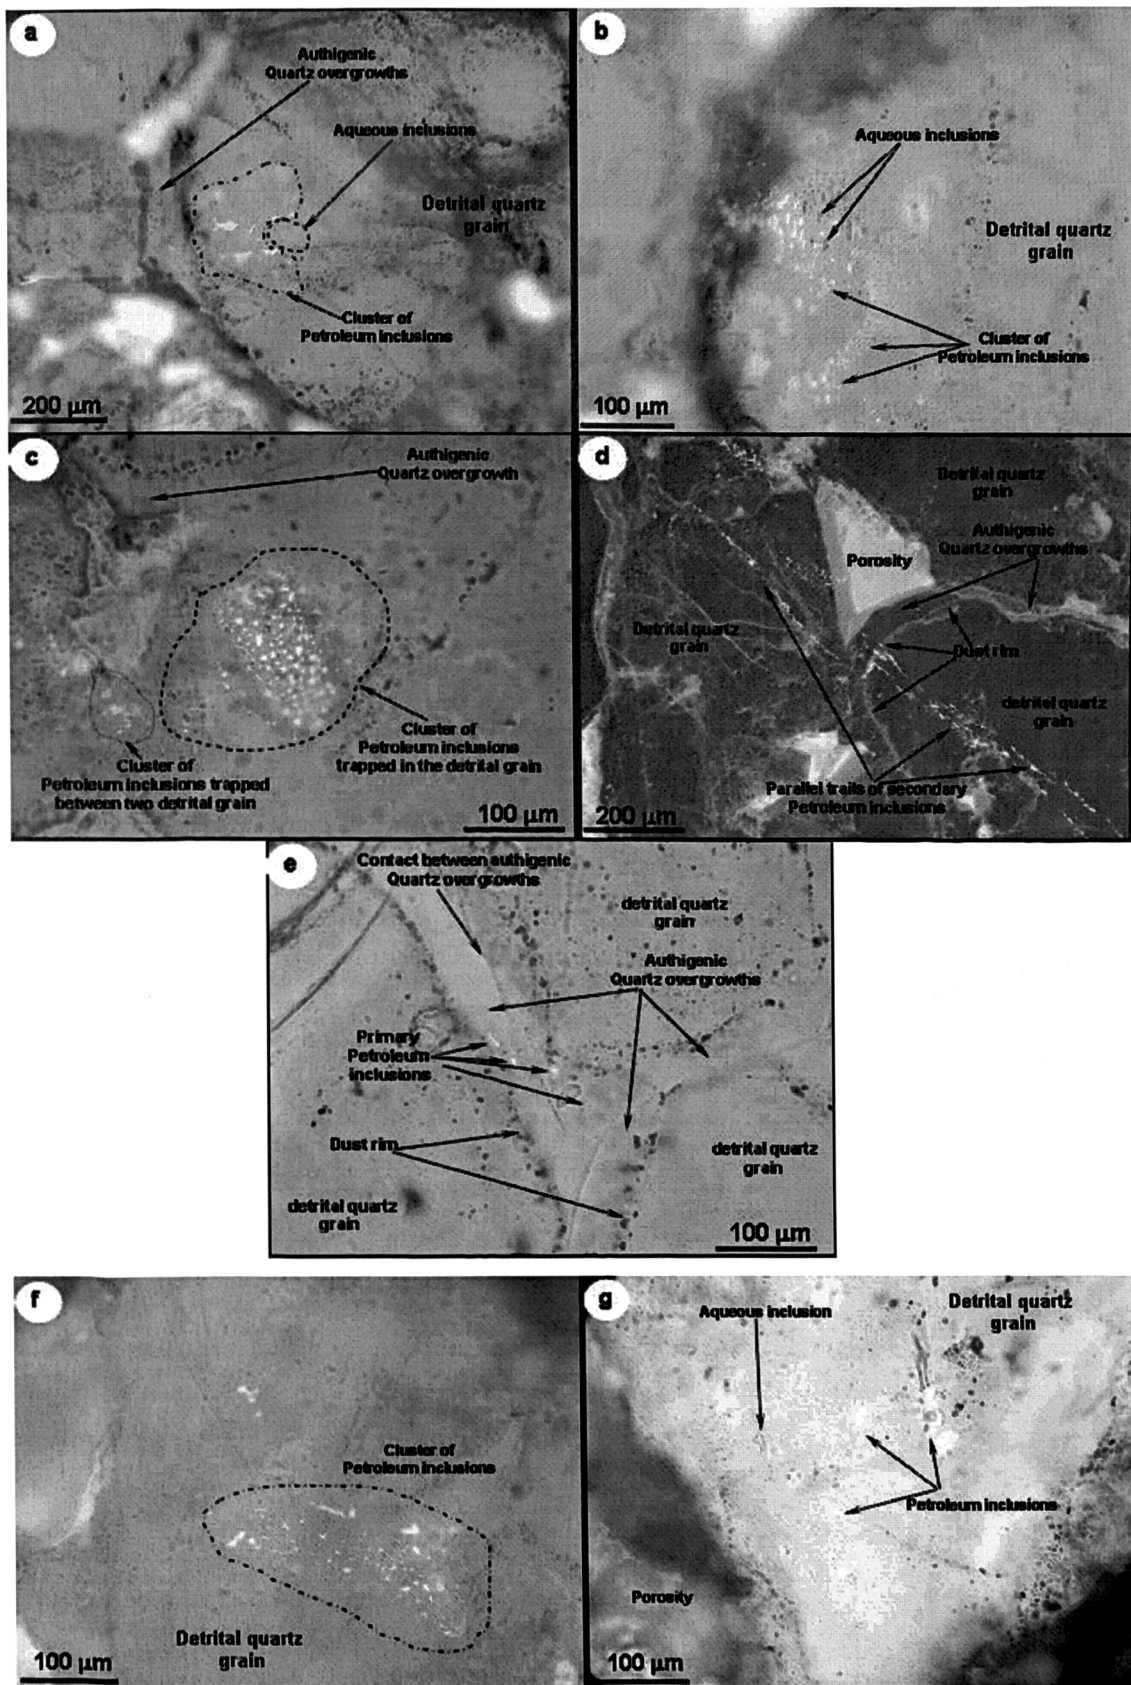 a
Authigenic
Quartz overgrowths
Aqueous inclusions
Detrital quartz
grain
Cluster of
Petroleum inclusions
200 µm
b
Aqueous inclusions
Detrital quartz
grain
Cluster of
Petroleum inclusions
100 µm
c
Authigenic
Quartz overgrowth
Cluster of
Petroleum inclusions
trapped in the detrital grain
Cluster of
Petroleum inclusions trapped
between two detrital grain
100 µm
d
Detrital quartz
grain
Authigenic
Quartz overgrowths
Porosity
Detrital quartz
grain
Dust rim
detrital quartz
grain
Parallel trails of secondary
Petroleum inclusions
200 µm
e
Contact between authigenic
Quartz overgrowths
detrital quartz
grain
Authigenic
Quartz overgrowths
Primary
Petroleum
inclusions
Dust rim
detrital quartz
grain
detrital quartz
grain
100 µm
f
Cluster of
Petroleum inclusions
Detrital quartz
grain
100 µm
g
Aqueous inclusion
Detrital quartz
grain
Petroleum inclusions
Porosity
100 µm